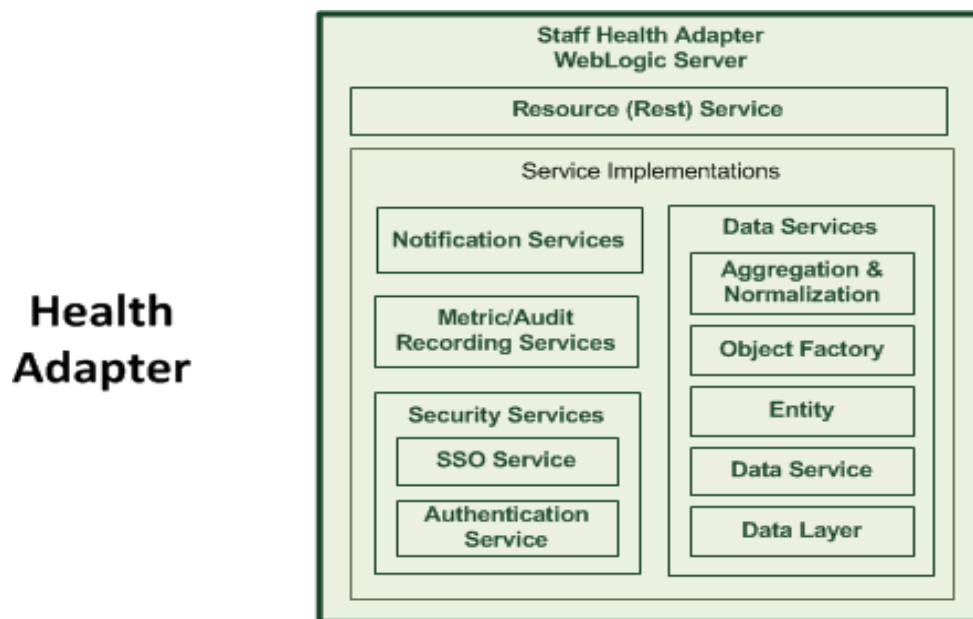 Health
Adapter
Staff Health Adapter
WebLogic Server
Resource (Rest) Service
Service Implementations
Notification Services
Metric/Audit
Recording Services
Security Services
SSO Service
Authentication
Service
Data Services
Aggregation &
Normalization
Object Factory
Entity
Data Service
Data Layer